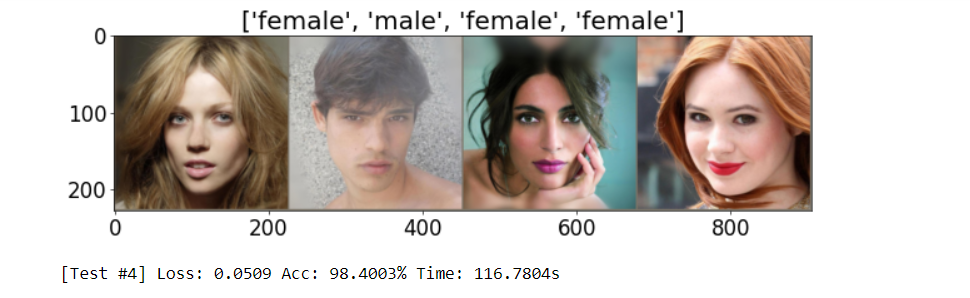 ['female', 'male', 'female', 'female']
0
100
200
0 200 400 600 800
[Test #4] Loss: 0.0509 Acc: 98.4003% Time: 116.7804s